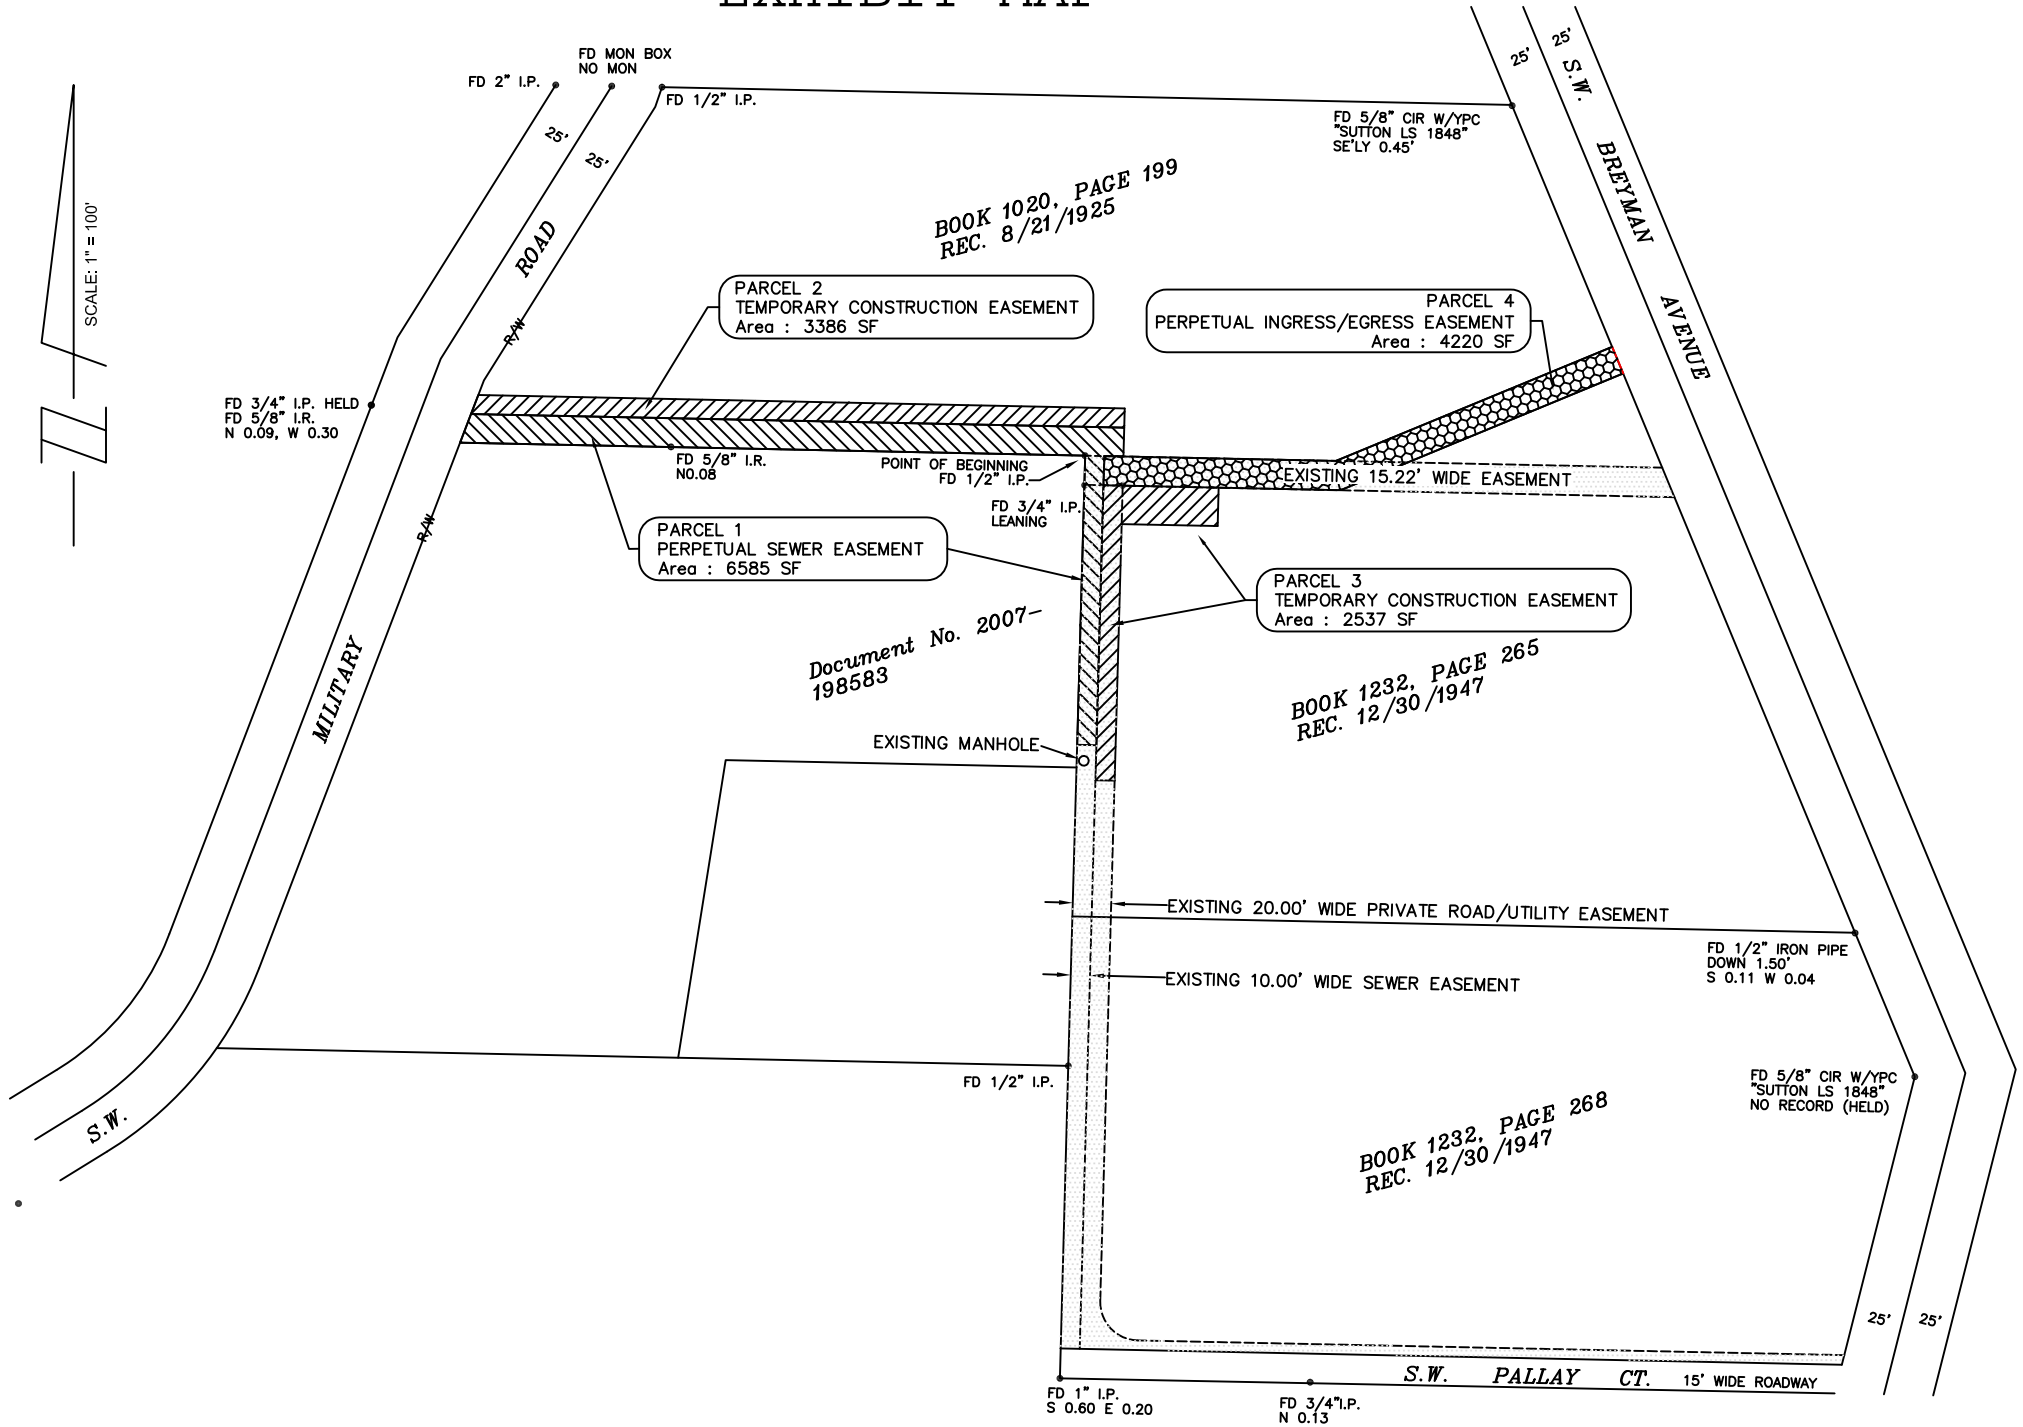 EXHIBIT MAP
FD MON BOX
NO MON
FD 2" I.P.
FD 1/2" I.P.
25'
25'
FD 5/8" CIR W/YPC
"SUTTON LS 1848"
SE'LY 0.45'
25'
25'
S.W. BREYMAN AVENUE
SCALE: 1" = 100'
BOOK 1020, PAGE 199
REC. 8/21/1925
ROAD
R/W
PARCEL 2
TEMPORARY CONSTRUCTION EASEMENT
Area : 3386 SF
PARCEL 4
PERPETUAL INGRESS/EGRESS EASEMENT
Area : 4220 SF
FD 3/4" I.P. HELD
FD 5/8" I.R.
N 0.09, W 0.30
FD 5/8" I.R.
N0.08
POINT OF BEGINNING
FD 1/2" I.P.
EXISTING 15.22' WIDE EASEMENT
FD 3/4" I.P.
LEANING
R/W
PARCEL 1
PERPETUAL SEWER EASEMENT
Area : 6585 SF
PARCEL 3
TEMPORARY CONSTRUCTION EASEMENT
Area : 2537 SF
Document No. 2007-
198583
BOOK 1232, PAGE 265
REC. 12/30/1947
MILITARY
EXISTING MANHOLE
EXISTING 20.00' WIDE PRIVATE ROAD/UTILITY EASEMENT
FD 1/2" IRON PIPE
DOWN 1.50'
S 0.11 W 0.04
EXISTING 10.00' WIDE SEWER EASEMENT
FD 1/2" I.P.
FD 5/8" CIR W/YPC
"SUTTON LS 1848"
NO RECORD (HELD)
S.W.
BOOK 1232, PAGE 268
REC. 12/30/1947
25'
25'
S.W. PALLAY CT. 15' WIDE ROADWAY
FD 1" I.P.
S 0.60 E 0.20
FD 3/4"I.P.
N 0.13